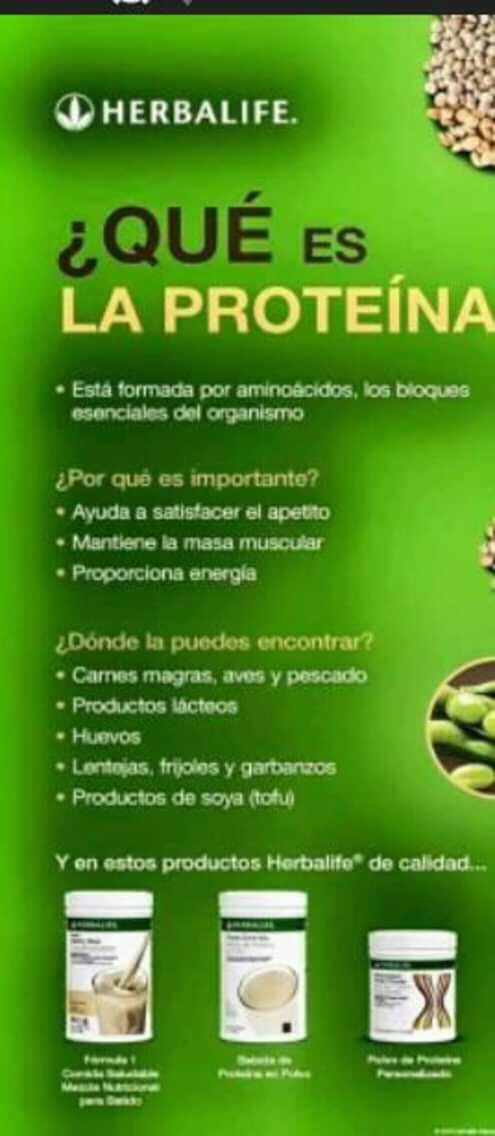 HERBALIFE.
¿QUÉ ES
LA PROTEÍNA
• Está formada por aminoácidos, los bloques
esenciales del organismo
¿Por qué es importante?
• Ayuda a satisfacer el apetito
• Mantiene la masa muscular
• Proporciona energía
¿Dónde la puedes encontrar?
• Carnes magras, aves y pescado
• Productos lácteos
• Huevos
• Lentejas, frijoles y garbanzos
• Productos de soya (tofu)
Y en estos productos Herbalife® de calidad...
HERBALIFE
HERBALIFE
Fórmula 1
Comida Saludable
Mezcla Nutricional
para Batido
Bebida de
Proteína en Polvo
Polvo de Proteína
Personalizado